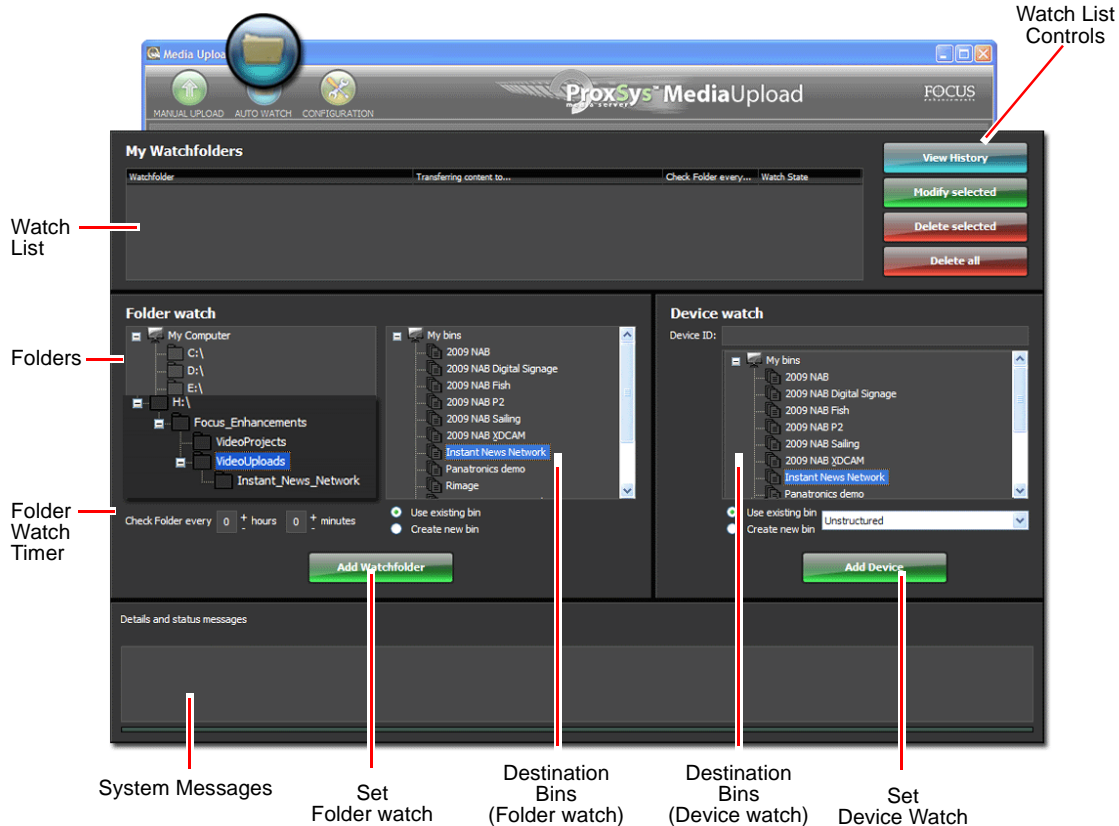 Watch List
Controls
Media Uploa
MANUAL UPLOAD
AUTO WATCH
CONFIGURATION
ProxSys™ MediaUpload
media-server
FOCUS
enhancements
My Watchfolders
Watchfolder
Transferring content to...
Check Folder every...
Watch State
View History
Modify selected
Delete selected
Delete all
Watch
List
Folder watch
My Computer
C:\
D:\
E:\
H:\
Focus_Enhancements
VideoProjects
VideoUploads
Instant_News_Network
Folders
My bins
2009 NAB
2009 NAB Digital Signage
2009 NAB Fish
2009 NAB P2
2009 NAB Sailing
2009 NAB XDCAM
Instant News Network
Panatronics demo
Rimage
Folder
Watch
Timer
Check Folder every 0 + - hours 0 + - minutes
Use existing bin
Create new bin
Add Watchfolder
Device watch
Device ID:
My bins
2009 NAB
2009 NAB Digital Signage
2009 NAB Fish
2009 NAB P2
2009 NAB Sailing
2009 NAB XDCAM
Instant News Network
Panatronics demo
Use existing bin
Create new bin
Unstructured
Add Device
Details and status messages
System Messages
Set
Folder watch
Destination
Bins
(Folder watch)
Destination
Bins
(Device watch)
Set
Device Watch